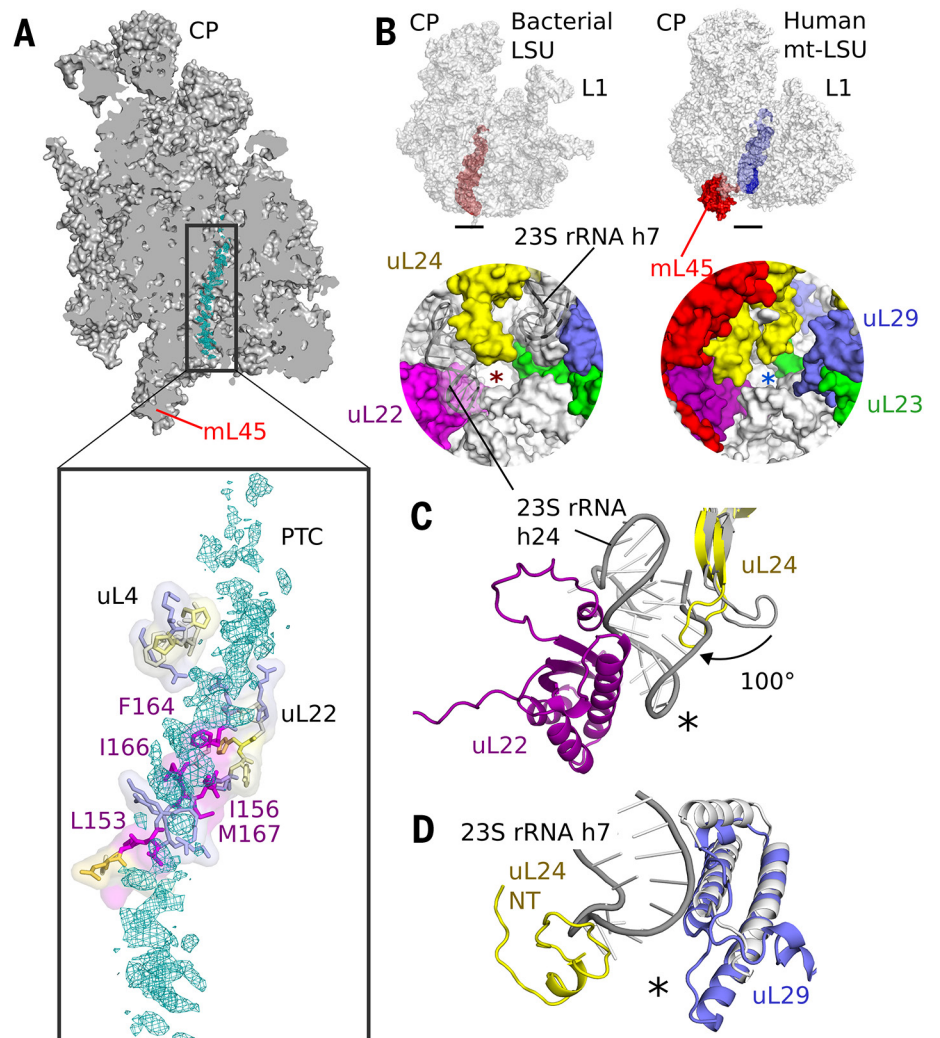 A
CP
mL45
PTC
uL4
F164
uL22
I166
I156
L153
M167
B
CP
Bacterial
LSU
L1
CP
Human
mt-LSU
L1
23S rRNA h7
uL24
mL45
uL29
*
*
uL22
uL23
C
23S rRNA
h24
uL24
100°
uL22
*
D
23S rRNA h7
uL24
NT
*
uL29